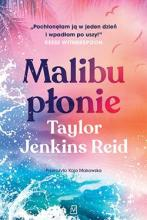 „Pochłonęłam ją w jeden dzień
i wpadłam po uszy!”
REESE WITHERSPOON
Malibu
płonie
Taylor
Jenkins Reid
Przełożyła Kaja Makowska